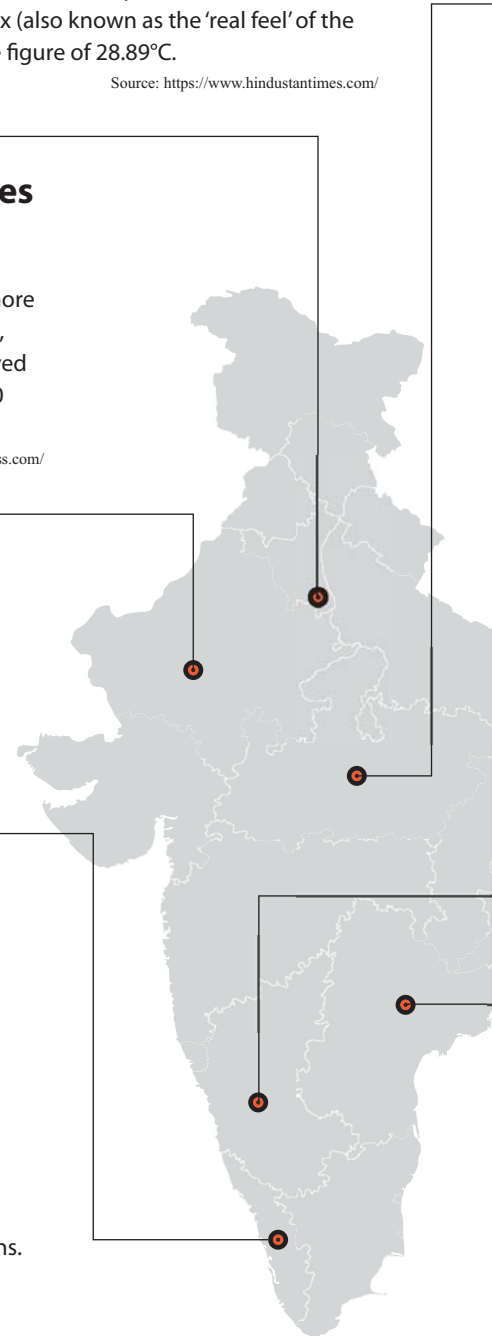 x (also known as the ‘real feel’ of the
figure of 28.89°C.
Source: https://www.hindustantimes.com/
es
ore
ss.com/
ns.